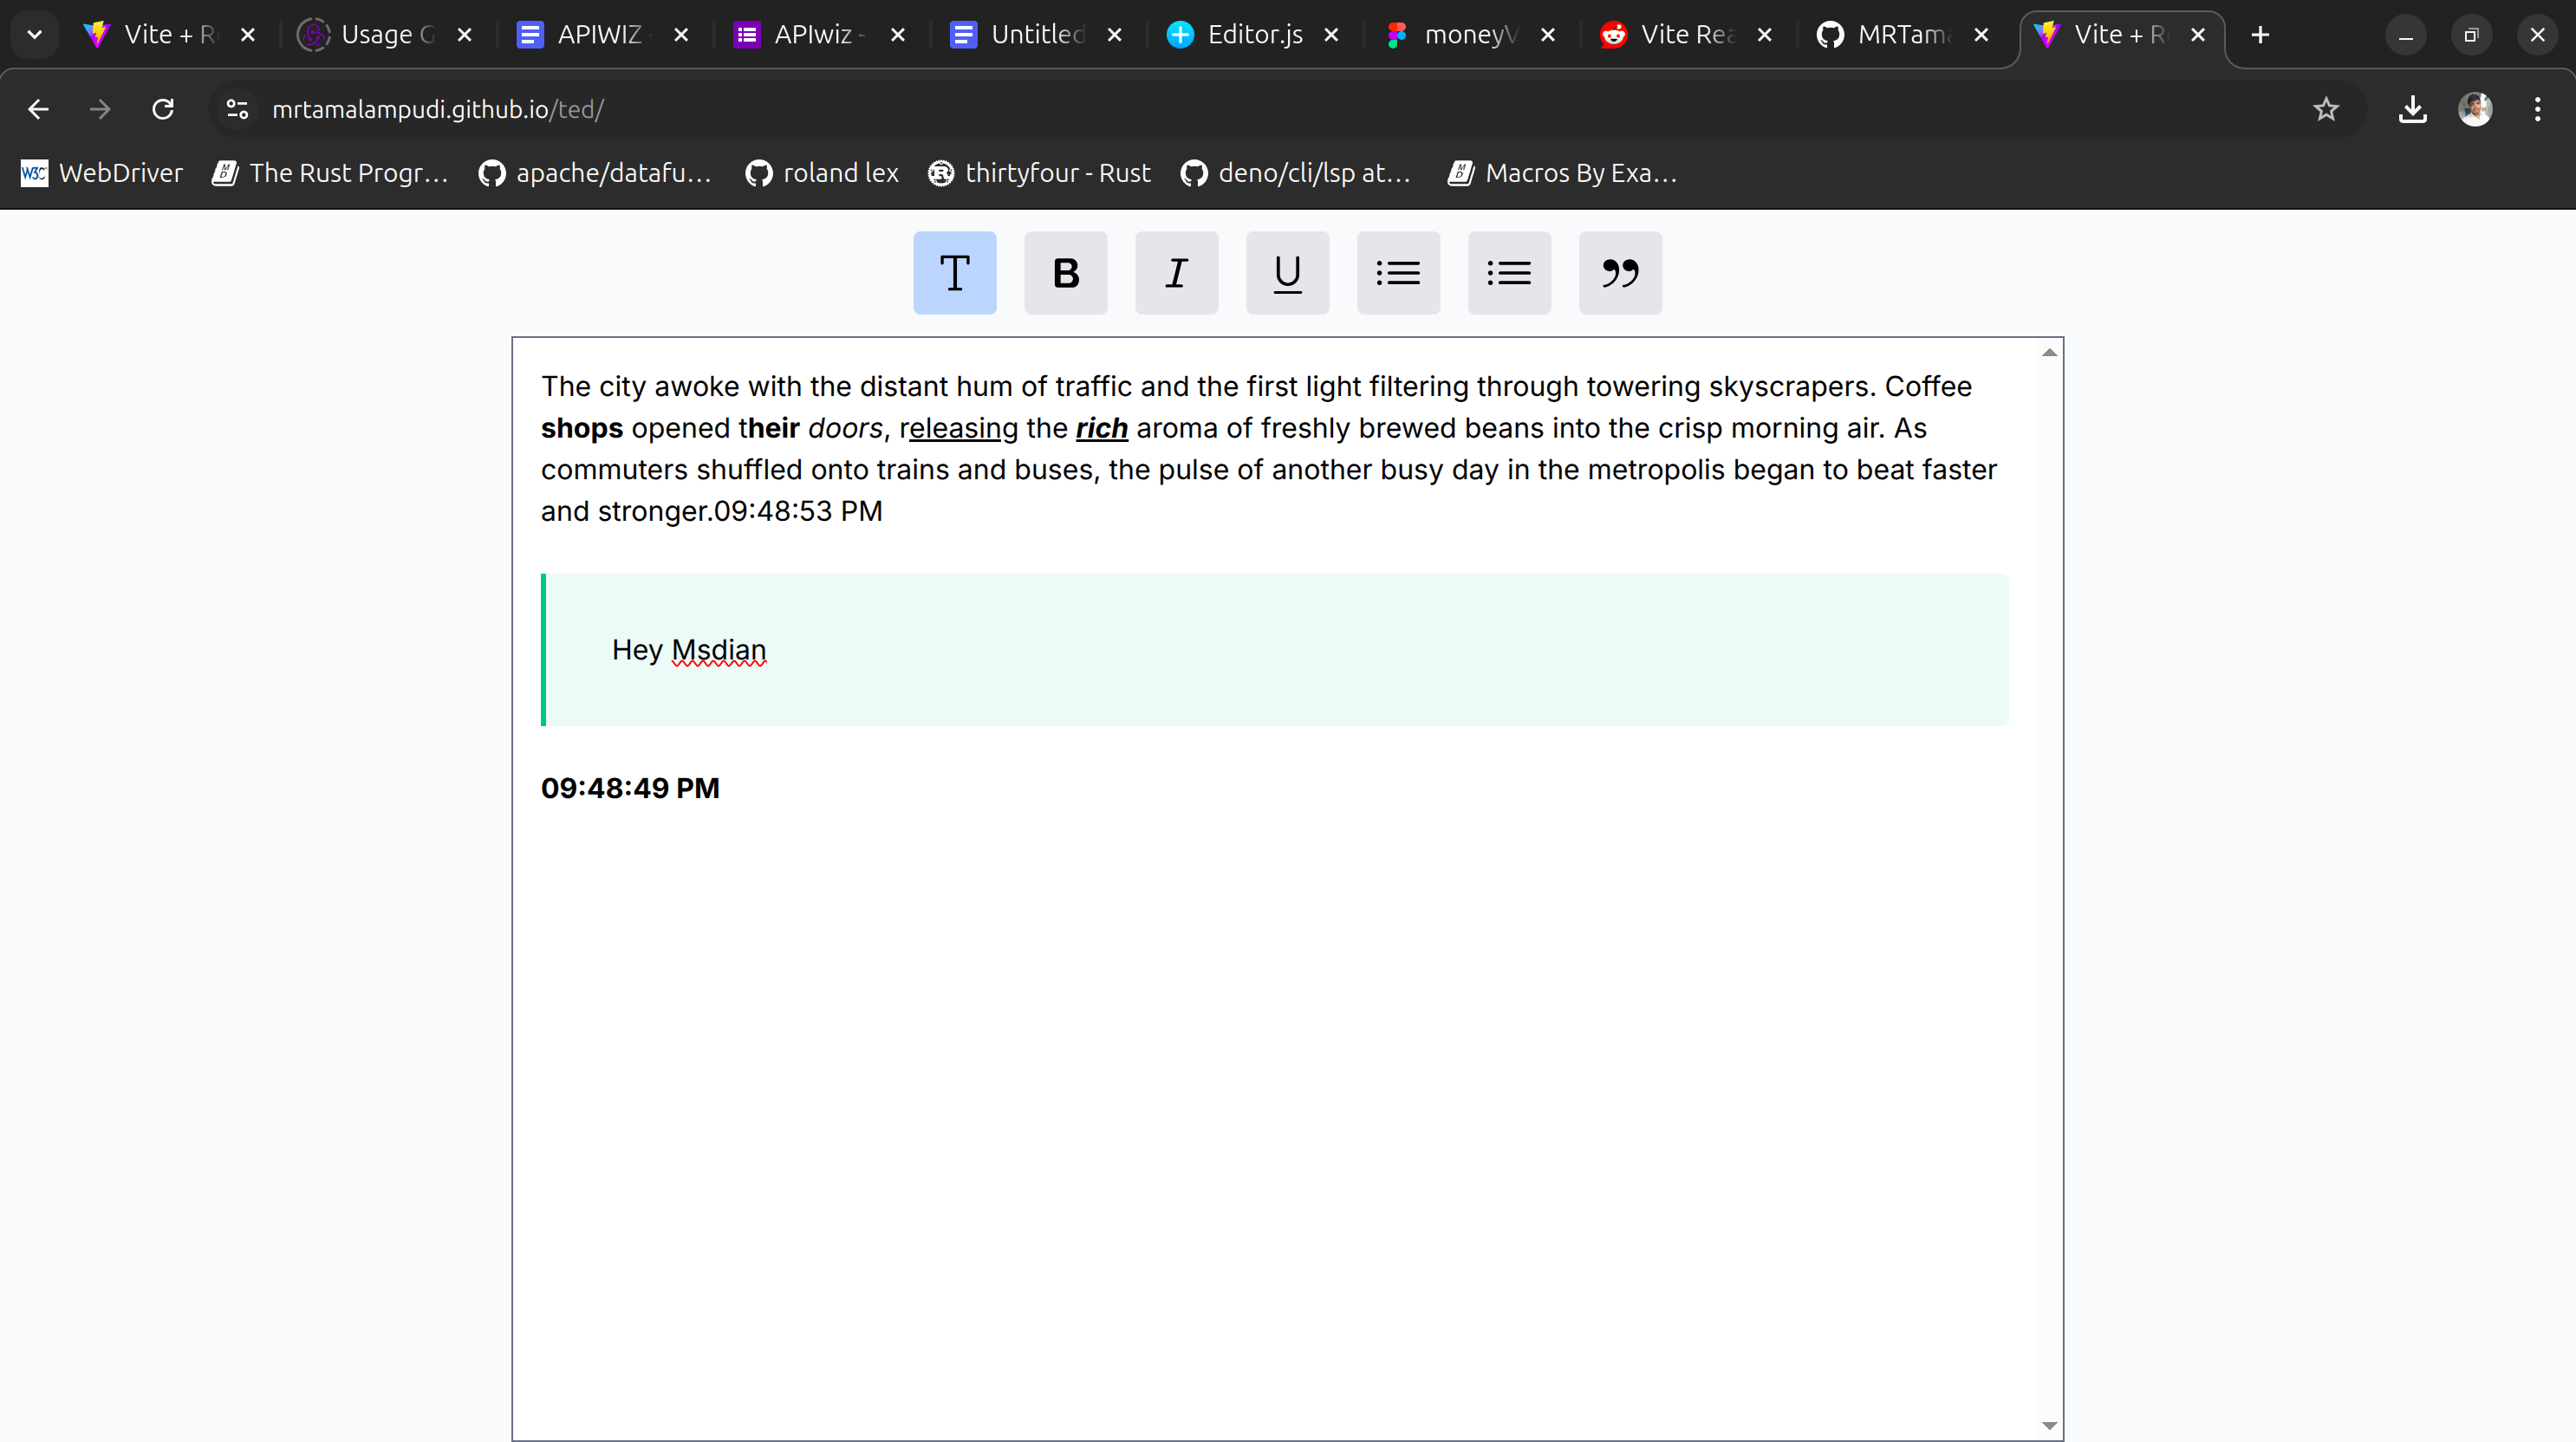 Vite + R
Usage G
APIWIZ -
APIwiz -
Untitled
Editor.js
moneyV
Vite Rea
MRTama
Vite + R
mrtamalampudi.github.io/ted/
WebDriver
The Rust Progr…
apache/datafu…
roland lex
thirtyfour - Rust
deno/cli/lsp at…
Macros By Exa…
T B I U
The city awoke with the distant hum of traffic and the first light filtering through towering skyscrapers. Coffee
shops opened their doors, releasing the rich aroma of freshly brewed beans into the crisp morning air. As
commuters shuffled onto trains and buses, the pulse of another busy day in the metropolis began to beat faster
and stronger.09:48:53 PM
Hey Msdian
09:48:49 PM